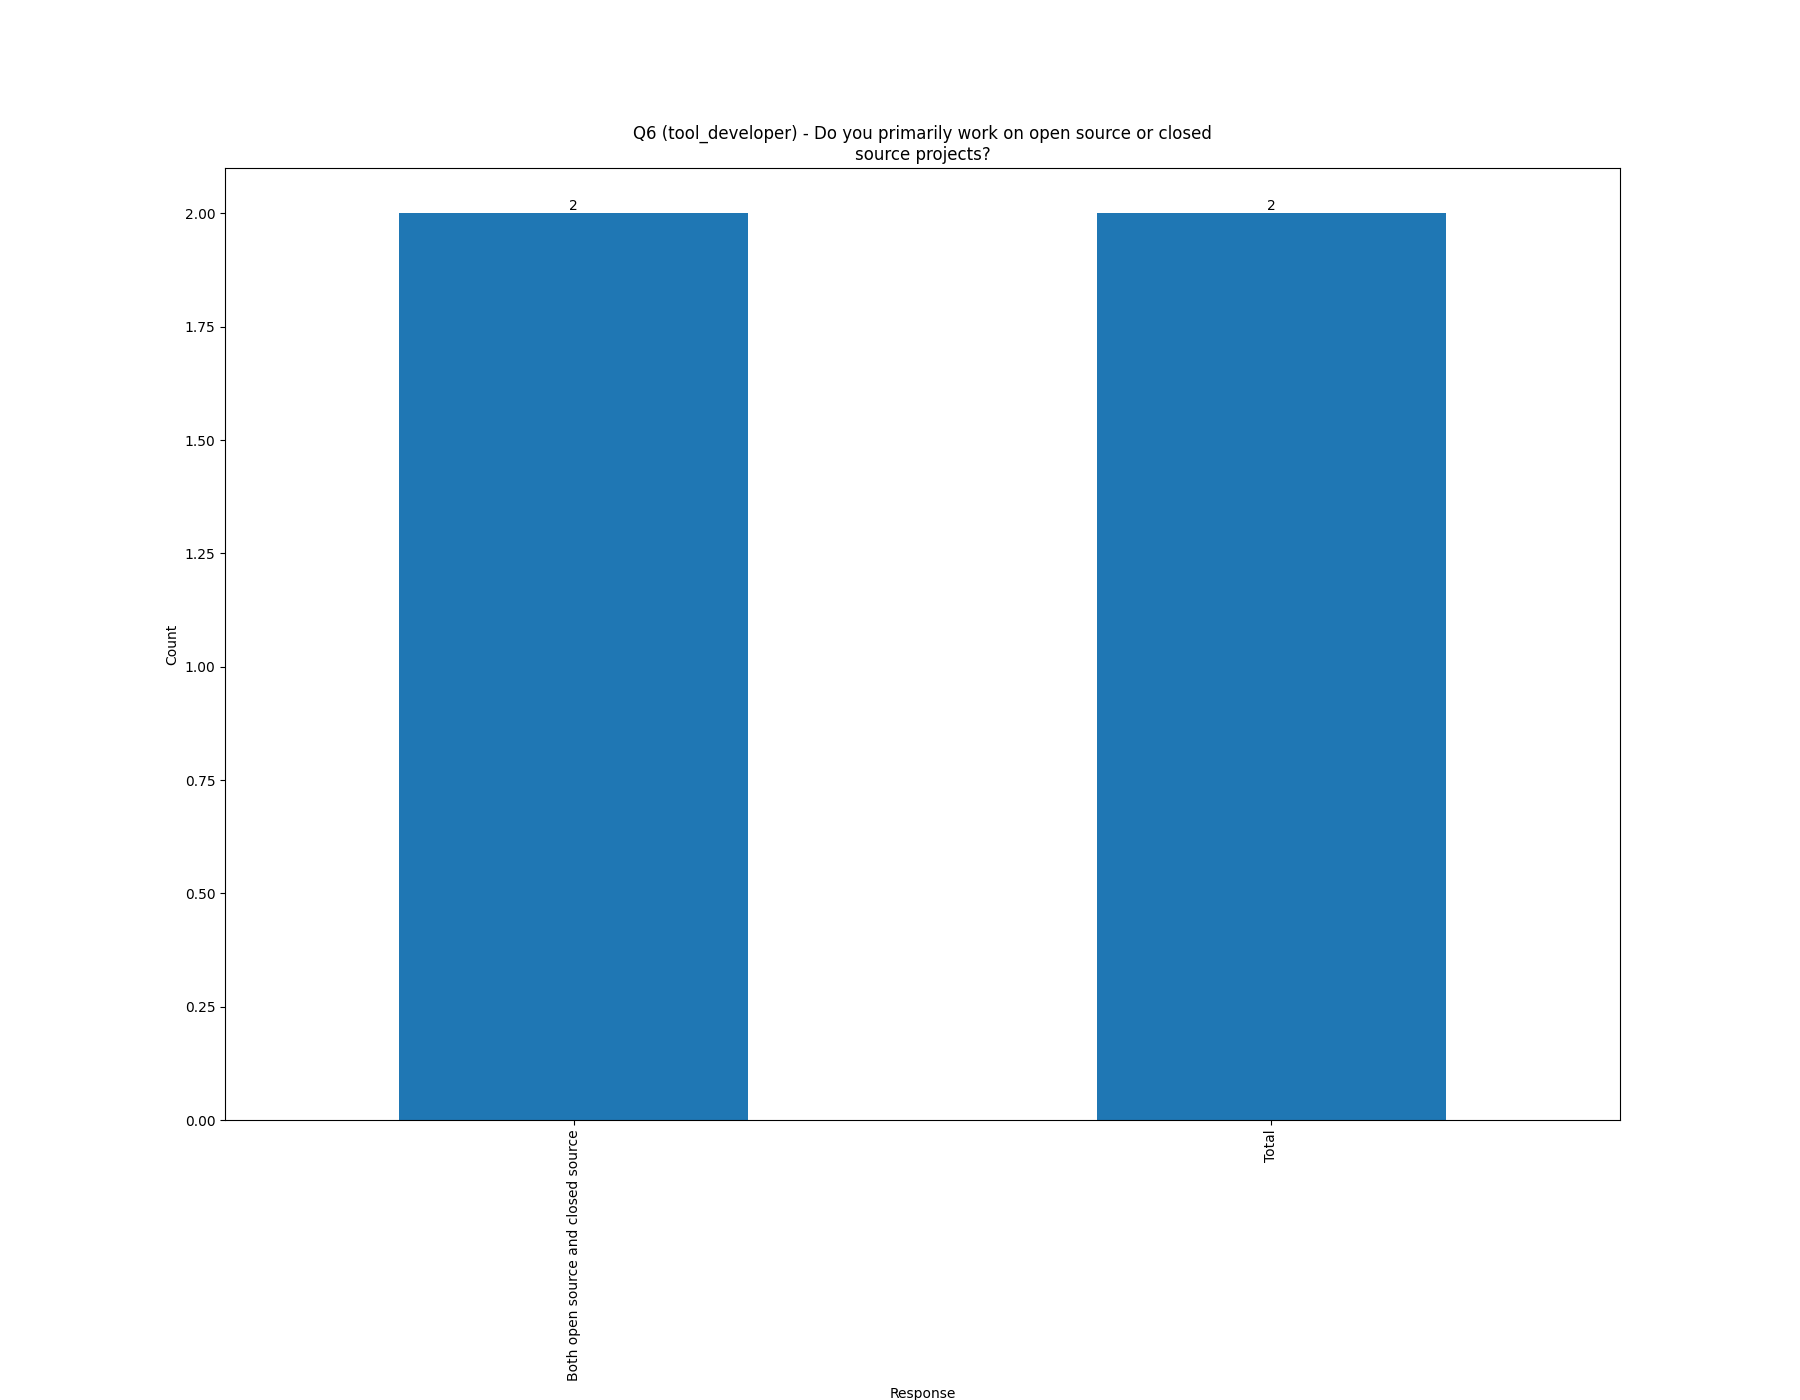 Q6 (tool_developer) - Do you primarily work on open source or closed
source projects?
2
2
2.00
1.75
1.50
1.25
1.00
0.75
0.50
0.25
0.00
Count
Both open source and closed source
Total
Response